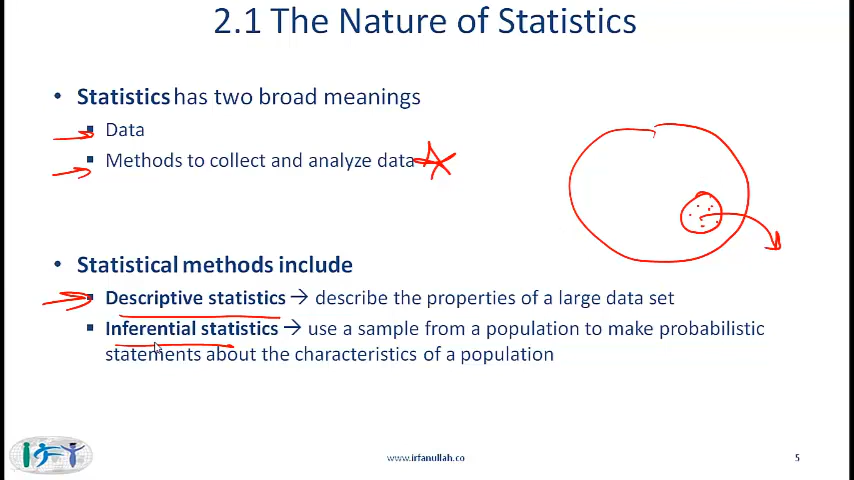 2.1 The Nature of Statistics
• Statistics has two broad meanings
▪ Data
▪ Methods to collect and analyze data
• Statistical methods include
▪ Descriptive statistics → describe the properties of a large data set
▪ Inferential statistics → use a sample from a population to make probabilistic
statements about the characteristics of a population
www.irfanullah.co
5